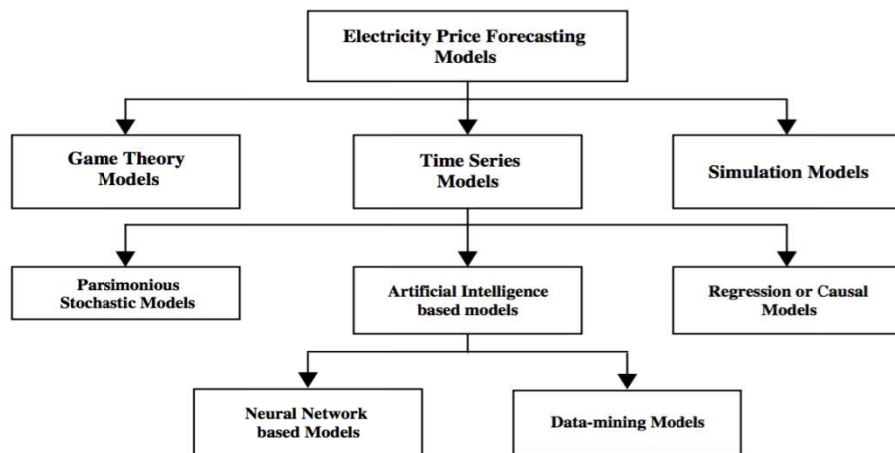 Electricity Price Forecasting
Models
Game Theory
Models
Time Series
Models
Simulation Models
Parsimonious
Stochastic Models
Artificial Intelligence
based models
Regression or Causal
Models
Neural Network
based Models
Data-mining Models